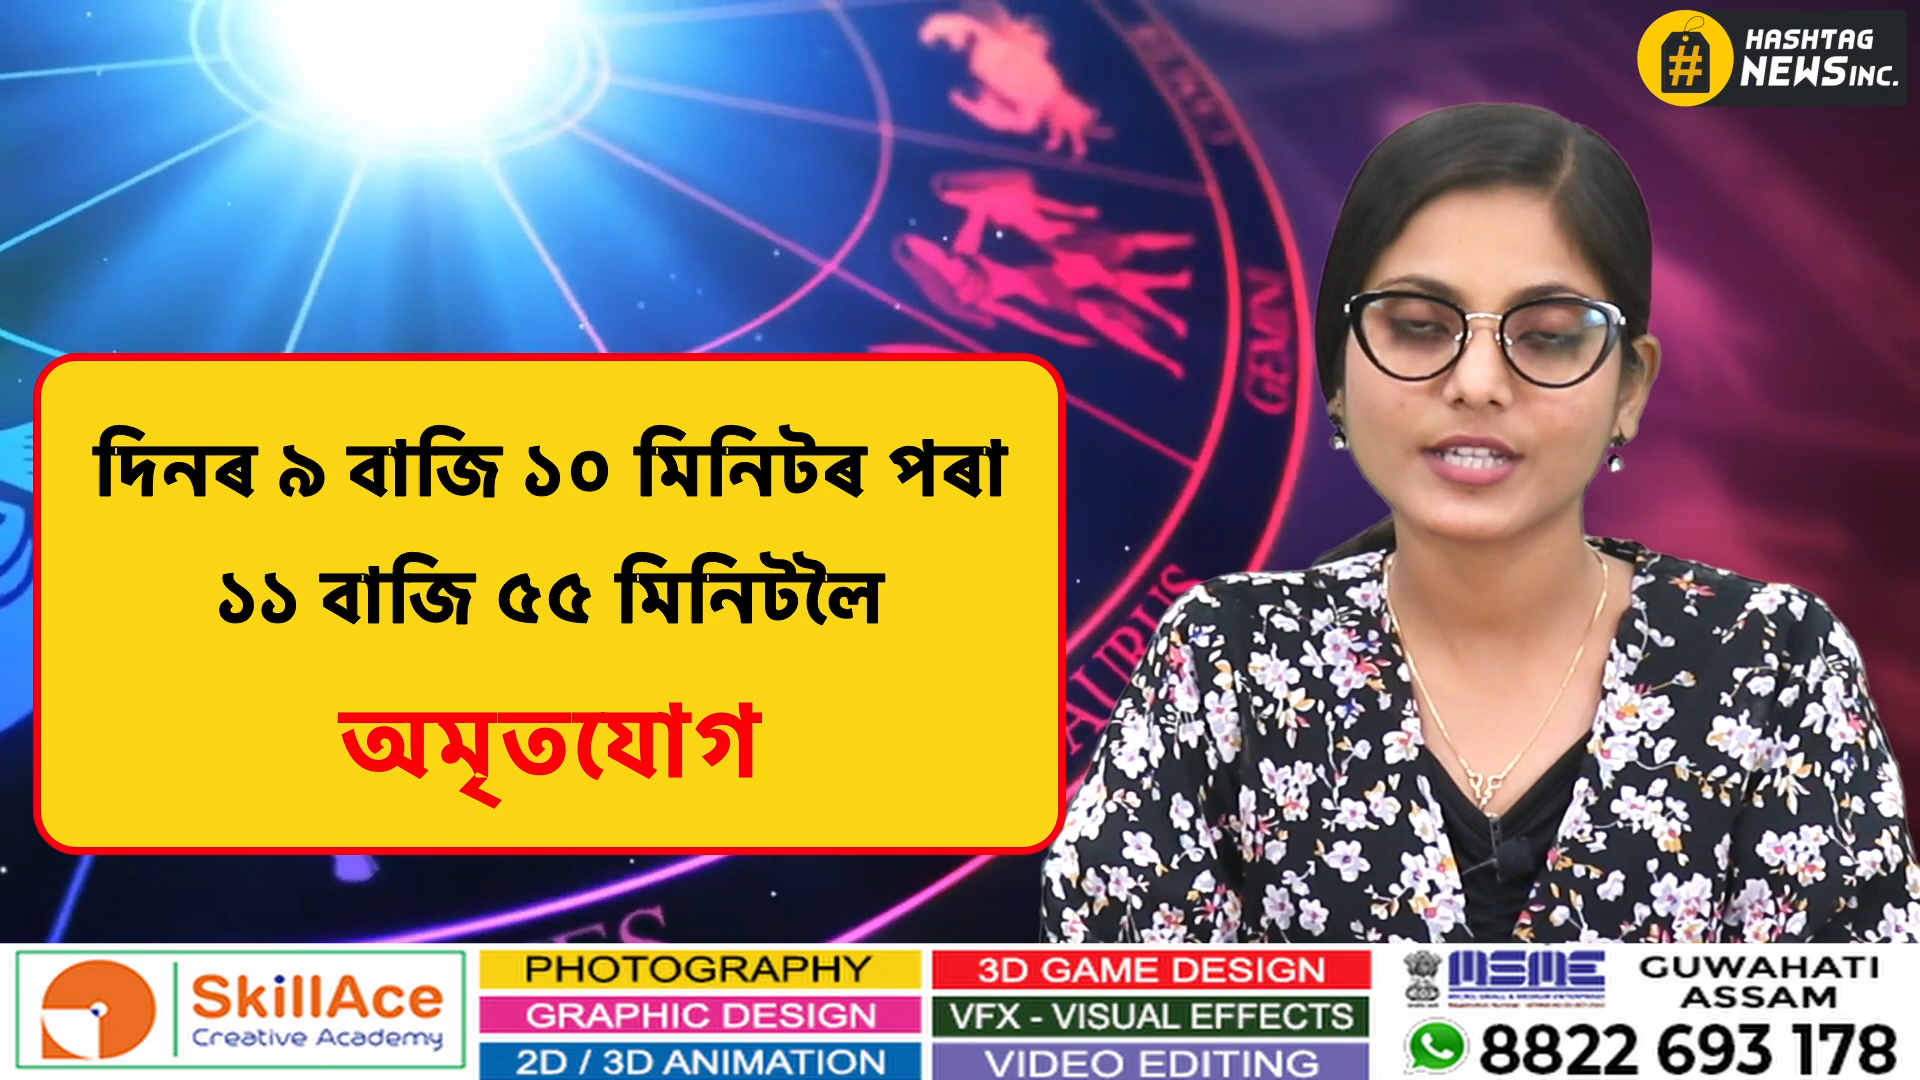 HASHTAG
NEWS INC.
GEMINI
দিনৰ ৯ বাজি ১০ মিনিটৰ পৰা
১১ বাজি ৫৫ মিনিটলৈ
অমৃতযোগ
SkillAce
Creative Academy
PHOTOGRAPHY
GRAPHIC DESIGN
2D / 3D ANIMATION
3D GAME DESIGN
VFX - VISUAL EFFECTS
VIDEO EDITING
MSME
GUWAHATI
ASSAM
8822 693 178